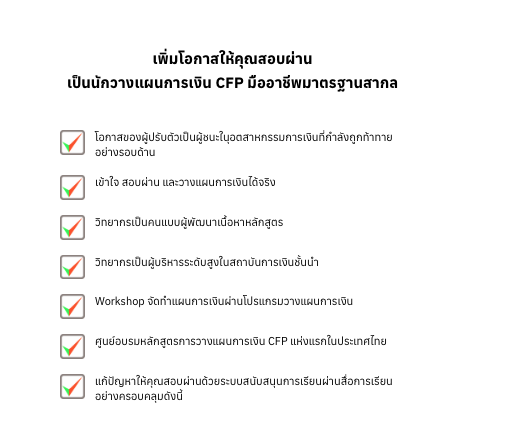 เพิ่มโอกาสให้คุณสอบผ่าน
เป็นนักวางแผนการเงิน CFP มืออาชีพมาตรฐานสากล
โอกาสของผู้ปรับตัวเป็นผู้ชนะในอุตสาหกรรมการเงินที่กำลังถูกท้าทาย
อย่างรอบด้าน
เข้าใจ สอบผ่าน และวางแผนการเงินได้จริง
วิทยากรเป็นคนแบบผู้พัฒนาเนื้อหาหลักสูตร
วิทยากรเป็นผู้บริหารระดับสูงในสถาบันการเงินชั้นนำ
Workshop จัดทำแผนการเงินผ่านโปรแกรมวางแผนการเงิน
ศูนย์อบรมหลักสูตรการวางแผนการเงิน CFP แห่งแรกในประเทศไทย
แก้ปัญหาให้คุณสอบผ่านด้วยระบบสนับสนุนการเรียนผ่านสื่อการเรียน
อย่างครอบคลุมดังนี้